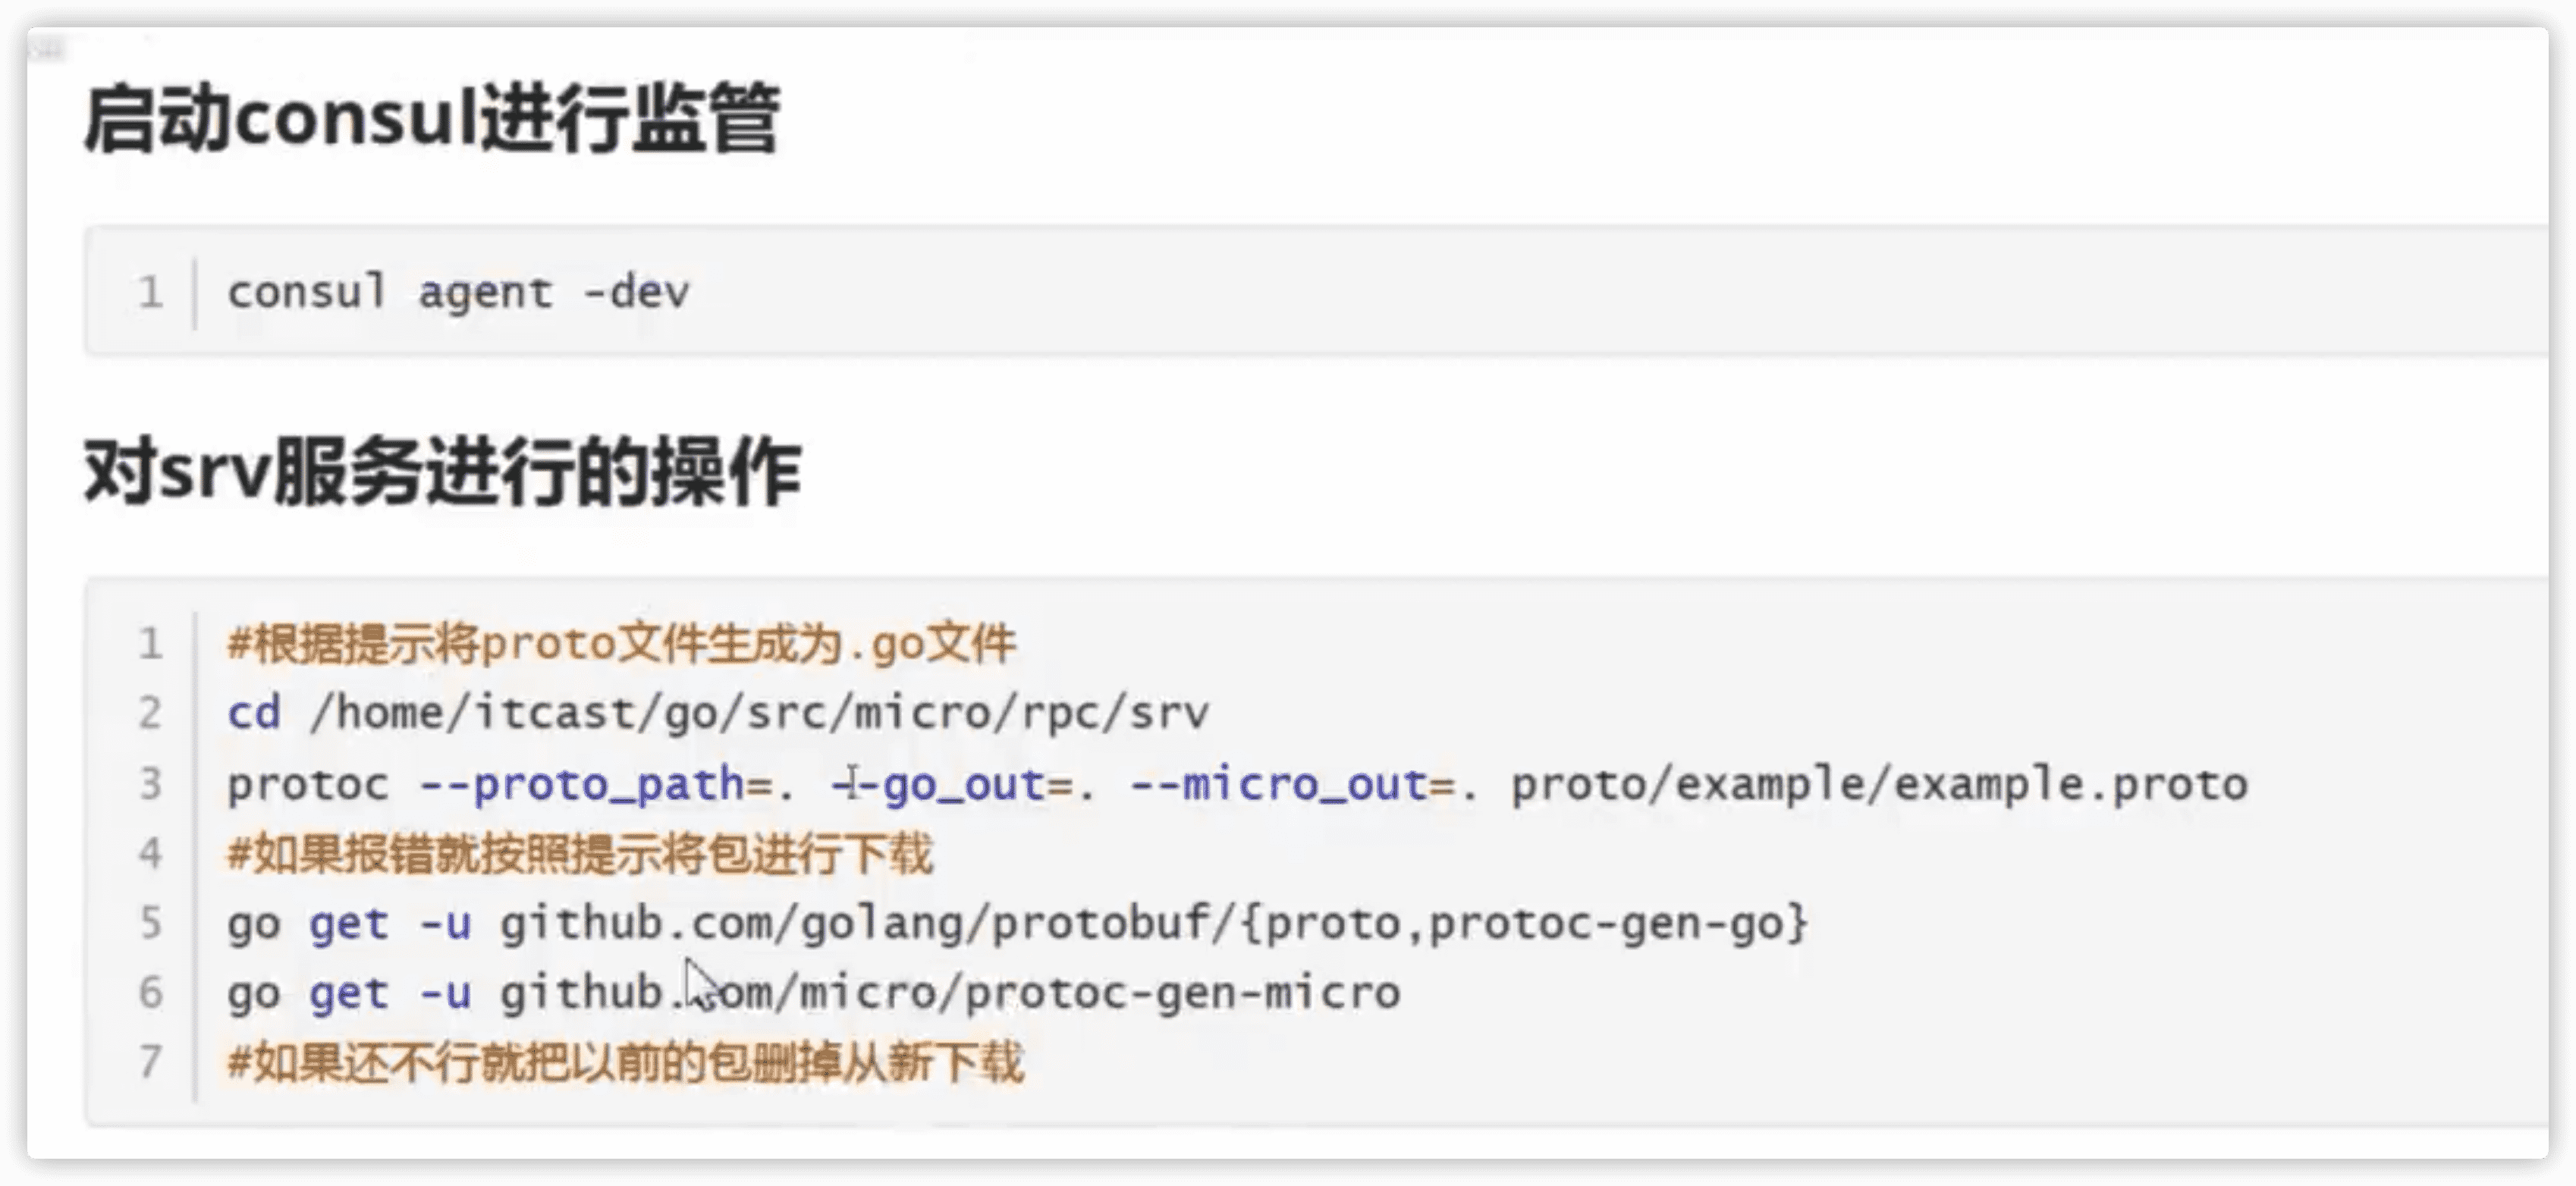 启动consul进行监管
1 consul agent -dev
对srv服务进行的操作
1 #根据提示将proto文件生成为.go文件
2 cd /home/itcast/go/src/micro/rpc/srv
3 protoc --proto_path=. --go_out=. --micro_out=. proto/example/example.proto
4 #如果报错就按照提示将包进行下载
5 go get -u github.com/golang/protobuf/{proto,protoc-gen-go}
6 go get -u github.com/micro/protoc-gen-micro
7 #如果还不行就把以前的包删掉从新下载